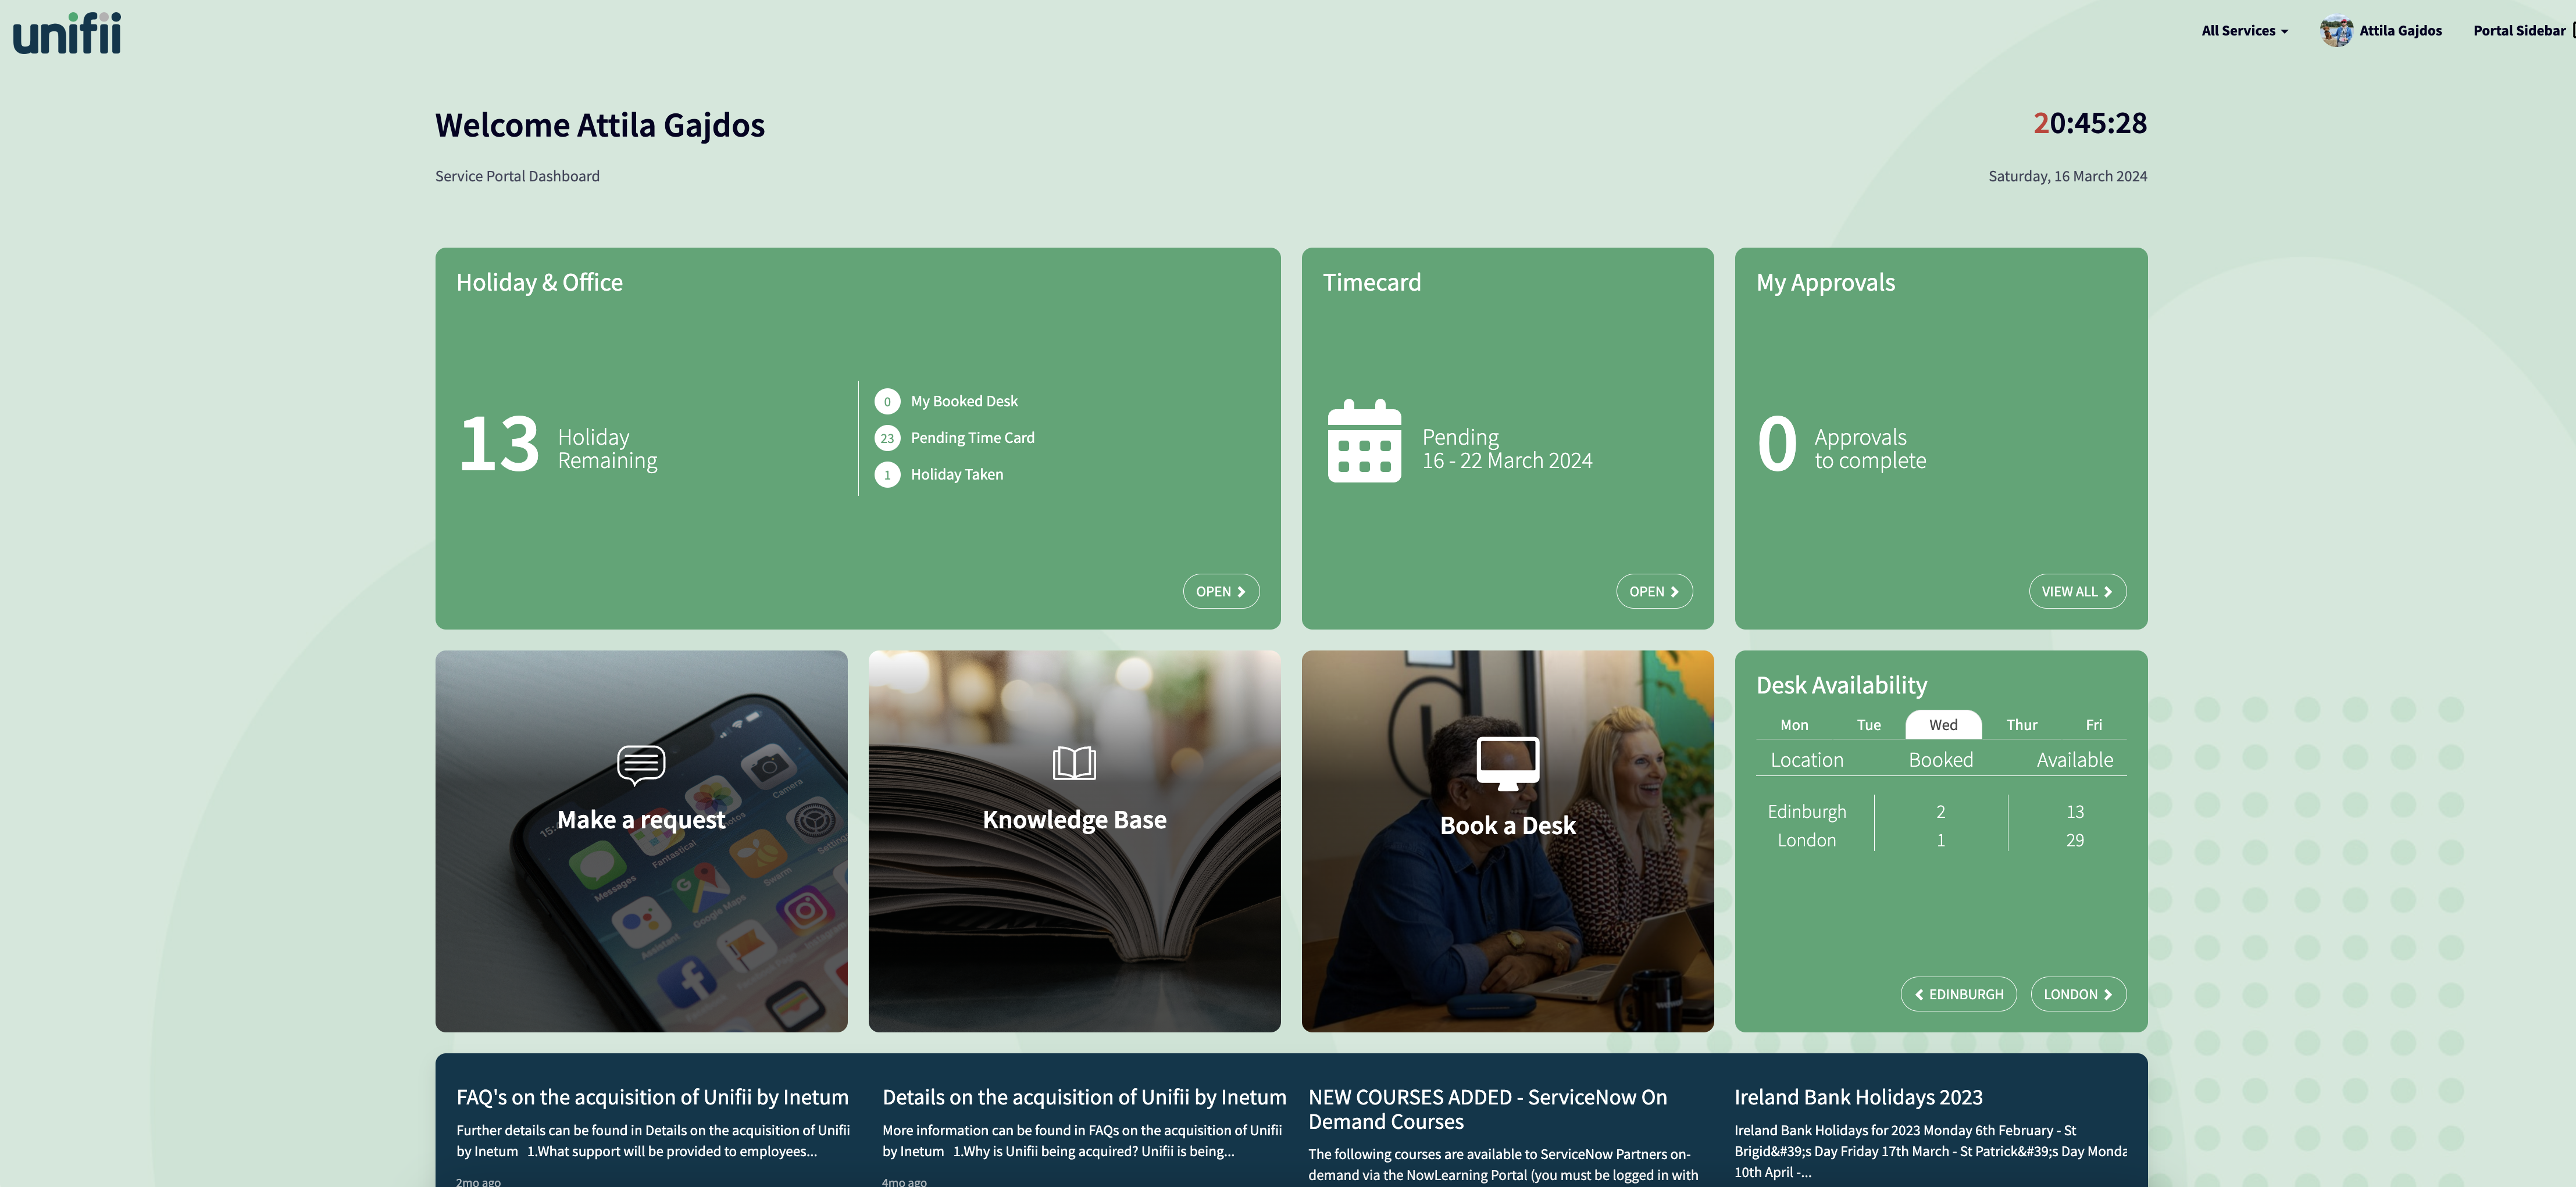 unifii
All Services
Attila Gajdos
Portal Sidebar
Welcome Attila Gajdos
20:45:28
Service Portal Dashboard
Saturday, 16 March 2024
Holiday & Office
13
Holiday
Remaining
0 My Booked Desk
23 Pending Time Card
1 Holiday Taken
OPEN
Timecard
Pending
16 - 22 March 2024
OPEN
My Approvals
0
Approvals
to complete
VIEW ALL
Make a request
Camera
Fantastical
Settings
Messages
Swarm
Google Maps
Assistant
Knowledge Base
Book a Desk
Desk Availability
Mon Tue Wed Thur Fri
Location Booked Available
Edinburgh 2 13
London 1 29
EDINBURGH
LONDON
FAQ's on the acquisition of Unifii by Inetum
Further details can be found in Details on the acquisition of Unifii
by Inetum 1.What support will be provided to employees...
2mo ago
Details on the acquisition of Unifii by Inetum
More information can be found in FAQs on the acquisition of Unifii
by Inetum 1.Why is Unifii being acquired? Unifii is being...
4mo ago
NEW COURSES ADDED - ServiceNow On
Demand Courses
The following courses are available to ServiceNow Partners on-
demand via the NowLearning Portal (you must be logged in with
Ireland Bank Holidays 2023
Ireland Bank Holidays for 2023 Monday 6th February - St
Brigid&#39;s Day Friday 17th March - St Patrick&#39;s Day Monda
10th April -...